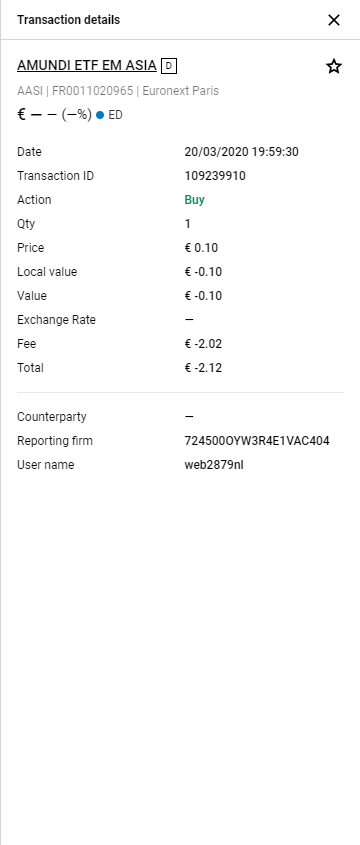 Transaction details
AMUNDI ETF EM ASIA D
AASI | FR0011020965 | Euronext Paris
€ — — (—%) ED
Date 20/03/2020 19:59:30
Transaction ID 109239910
Action Buy
Qty 1
Price € 0.10
Local value € -0.10
Value € -0.10
Exchange Rate —
Fee € -2.02
Total € -2.12
Counterparty —
Reporting firm 724500OYW3R4E1VAC404
User name web2879nl